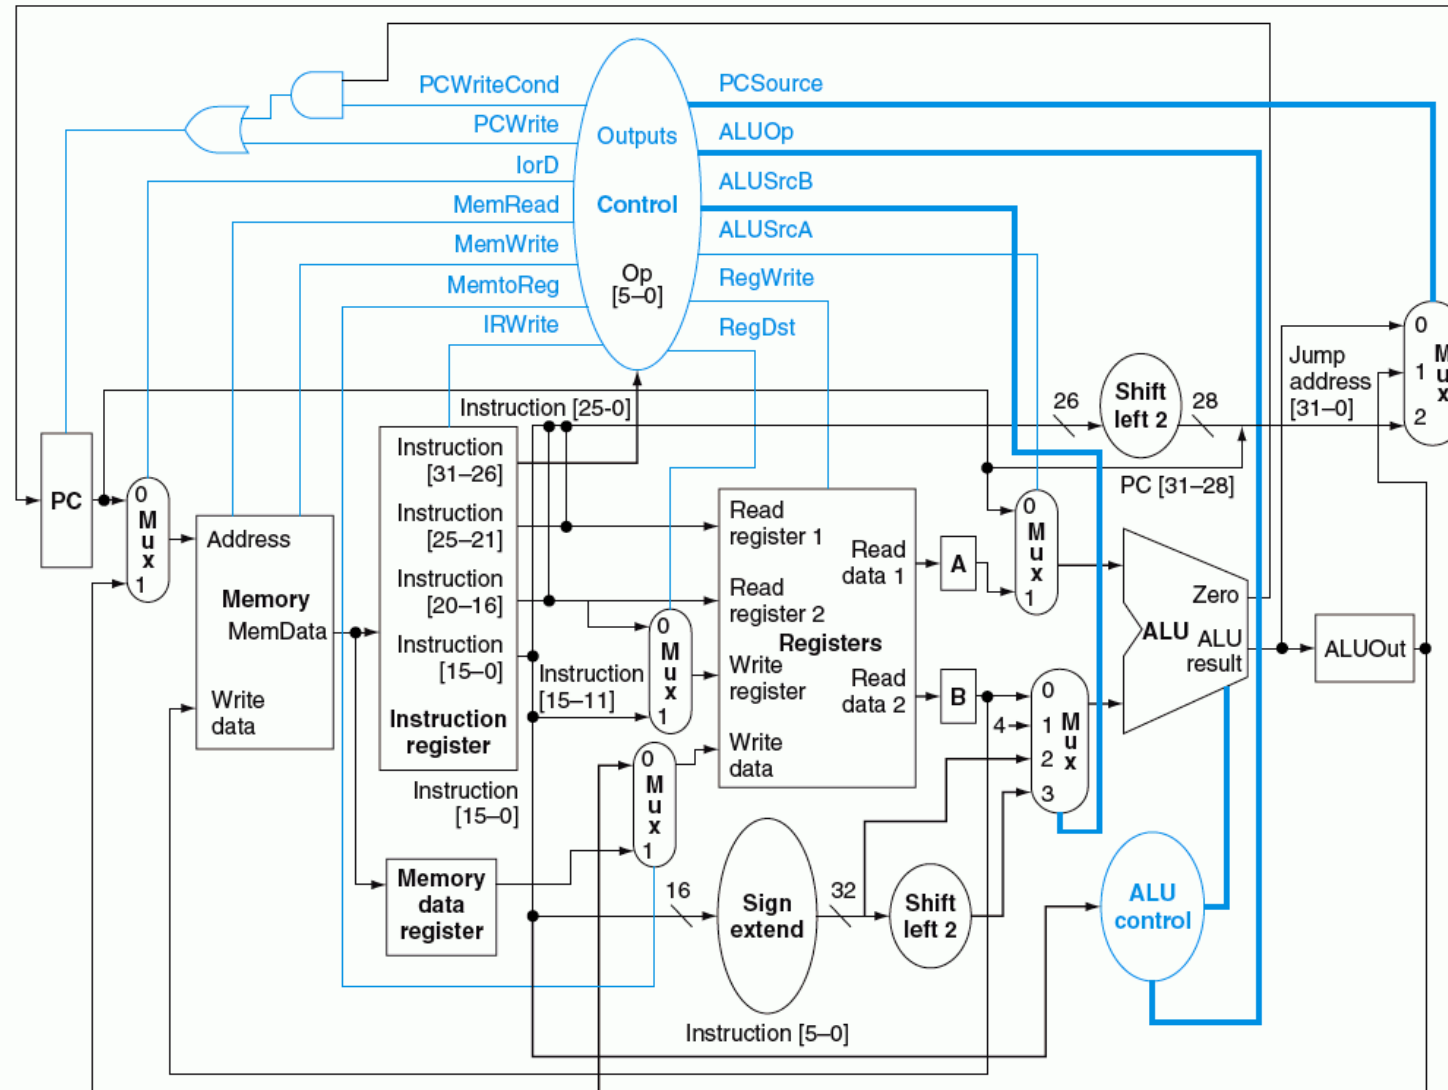 PCWriteCond
PCWrite
IorD
MemRead
MemWrite
MemtoReg
IRWrite
Outputs
Control
Op
[5–0]
PCSource
ALUOp
ALUSrcB
ALUSrcA
RegWrite
RegDst
PC
0
M
u
x
1
Address
Memory
MemData
Write
data
Instruction [25-0]
Instruction
[31–26]
Instruction
[25–21]
Instruction
[20–16]
Instruction
[15–0]
Instruction
register
Instruction
[15–0]
Memory
data
register
Instruction
[15–11]
0
M
u
x
1
0
M
u
x
1
Read
register 1
Read
register 2
Registers
Write
register
Write
data
Read
data 1
Read
data 2
A
B
4
0
M
u
x
1
0
1
2
3
M
u
x
16
Sign
extend
32
Shift
left 2
Instruction [5–0]
26
Shift
left 2
28
Jump
address
[31–0]
PC [31–28]
Zero
ALU
ALU
result
ALUOut
ALU
control
0
1
2
M
u
x